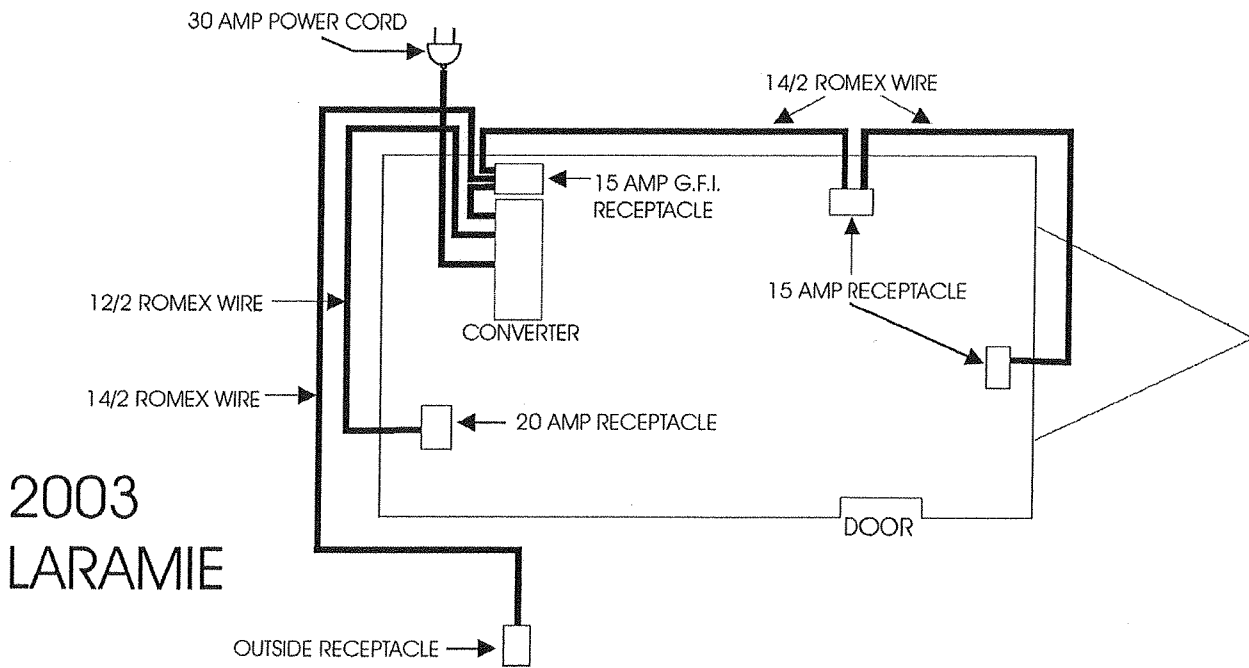 30 AMP POWER CORD
14/2 ROMEX WIRE
15 AMP G.F.I.
RECEPTACLE
15 AMP RECEPTACLE
12/2 ROMEX WIRE
CONVERTER
14/2 ROMEX WIRE
20 AMP RECEPTACLE
2003
LARAMIE
DOOR
OUTSIDE RECEPTACLE